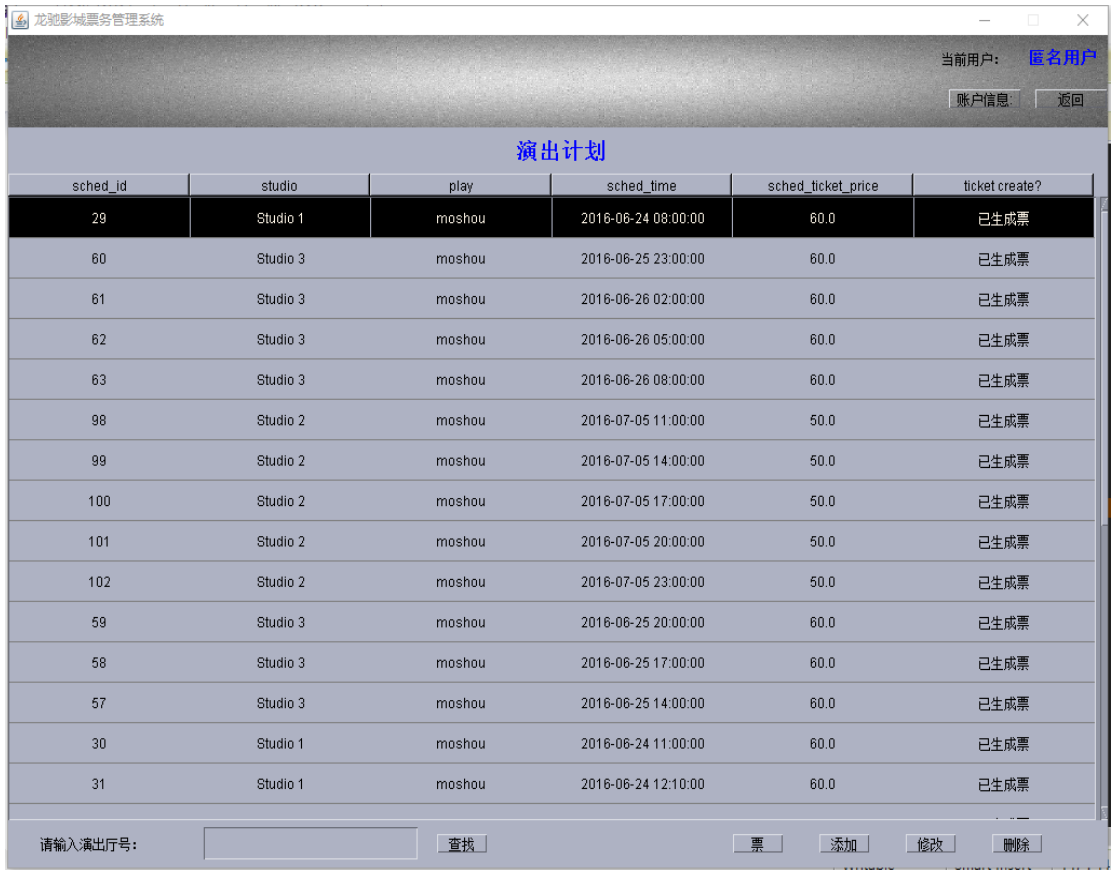 龙驰影城票务管理系统
当前用户: 匿名用户
账户信息: 返回
演出计划
sched_id studio play sched_time sched_ticket_price ticket create?
29 Studio 1 moshou 2016-06-24 08:00:00 60.0 已生成票
60 Studio 3 moshou 2016-06-25 23:00:00 60.0 已生成票
61 Studio 3 moshou 2016-06-26 02:00:00 60.0 已生成票
62 Studio 3 moshou 2016-06-26 05:00:00 60.0 已生成票
63 Studio 3 moshou 2016-06-26 08:00:00 60.0 已生成票
98 Studio 2 moshou 2016-07-05 11:00:00 50.0 已生成票
99 Studio 2 moshou 2016-07-05 14:00:00 50.0 已生成票
100 Studio 2 moshou 2016-07-05 17:00:00 50.0 已生成票
101 Studio 2 moshou 2016-07-05 20:00:00 50.0 已生成票
102 Studio 2 moshou 2016-07-05 23:00:00 50.0 已生成票
59 Studio 3 moshou 2016-06-25 20:00:00 60.0 已生成票
58 Studio 3 moshou 2016-06-25 17:00:00 60.0 已生成票
57 Studio 3 moshou 2016-06-25 14:00:00 60.0 已生成票
30 Studio 1 moshou 2016-06-24 11:00:00 60.0 已生成票
31 Studio 1 moshou 2016-06-24 12:10:00 60.0 已生成票
请输入演出厅号: 查找 票 添加 修改 删除